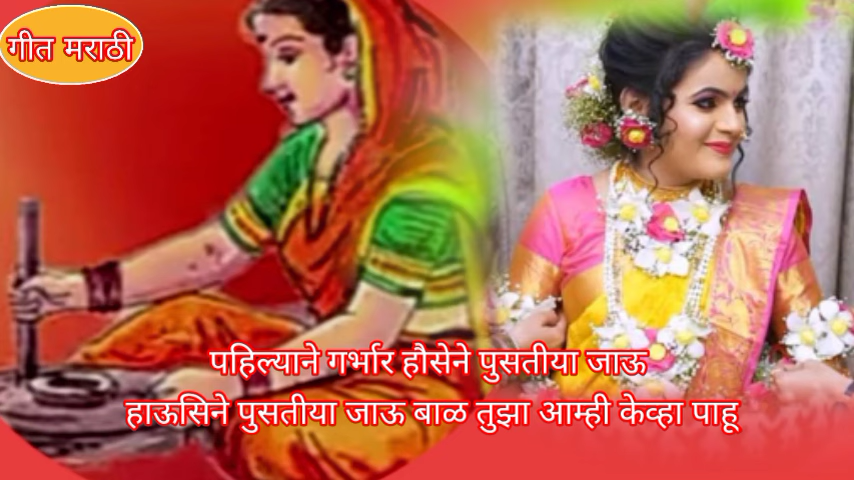 गीत मराठी
पहिल्याने गर्भार हौसेने पुसतीया जाऊ
हाऊसिने पुसतीया जाऊ बाळ तुझा आम्ही केव्हा पाहू